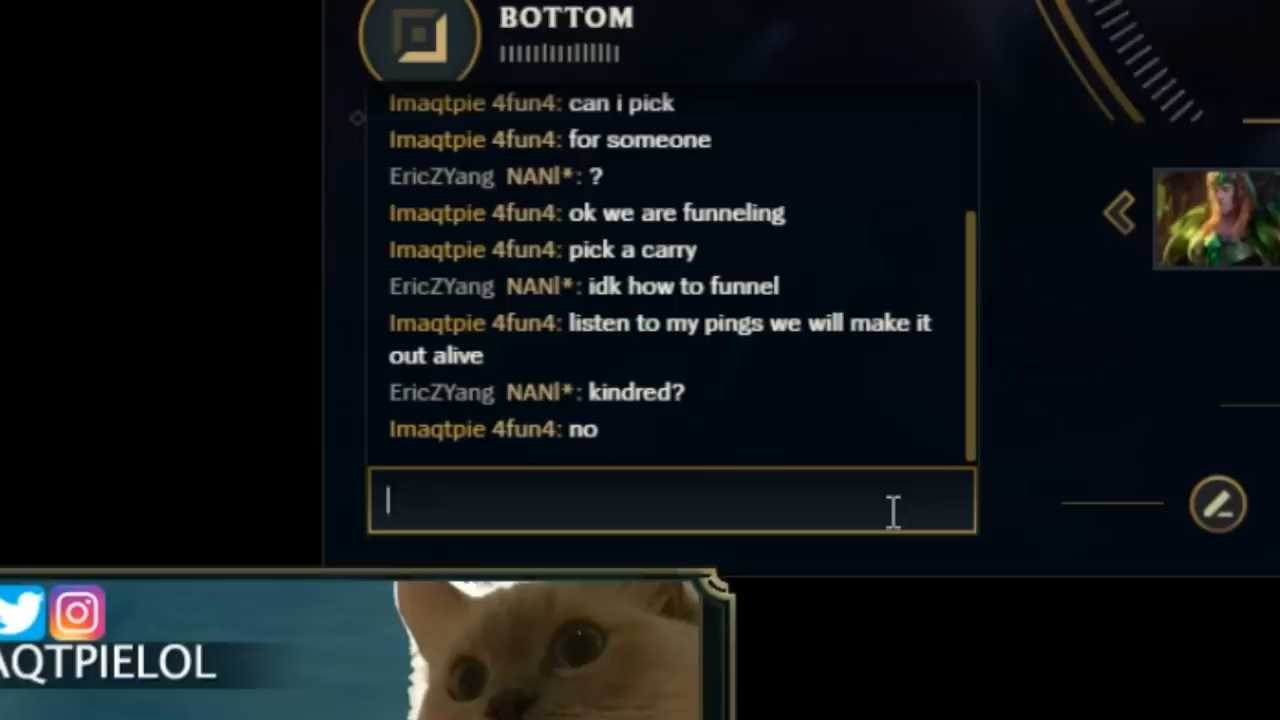 BOTTOM
Imaqtpie 4fun4: can i pick
Imaqtpie 4fun4: for someone
EricZYang NANI*: ?
Imaqtpie 4fun4: ok we are funneling
Imaqtpie 4fun4: pick a carry
EricZYang NANI*: idk how to funnel
Imaqtpie 4fun4: listen to my pings we will make it
out alive
EricZYang NANI*: kindred?
Imaqtpie 4fun4: no
AQTPIELOL